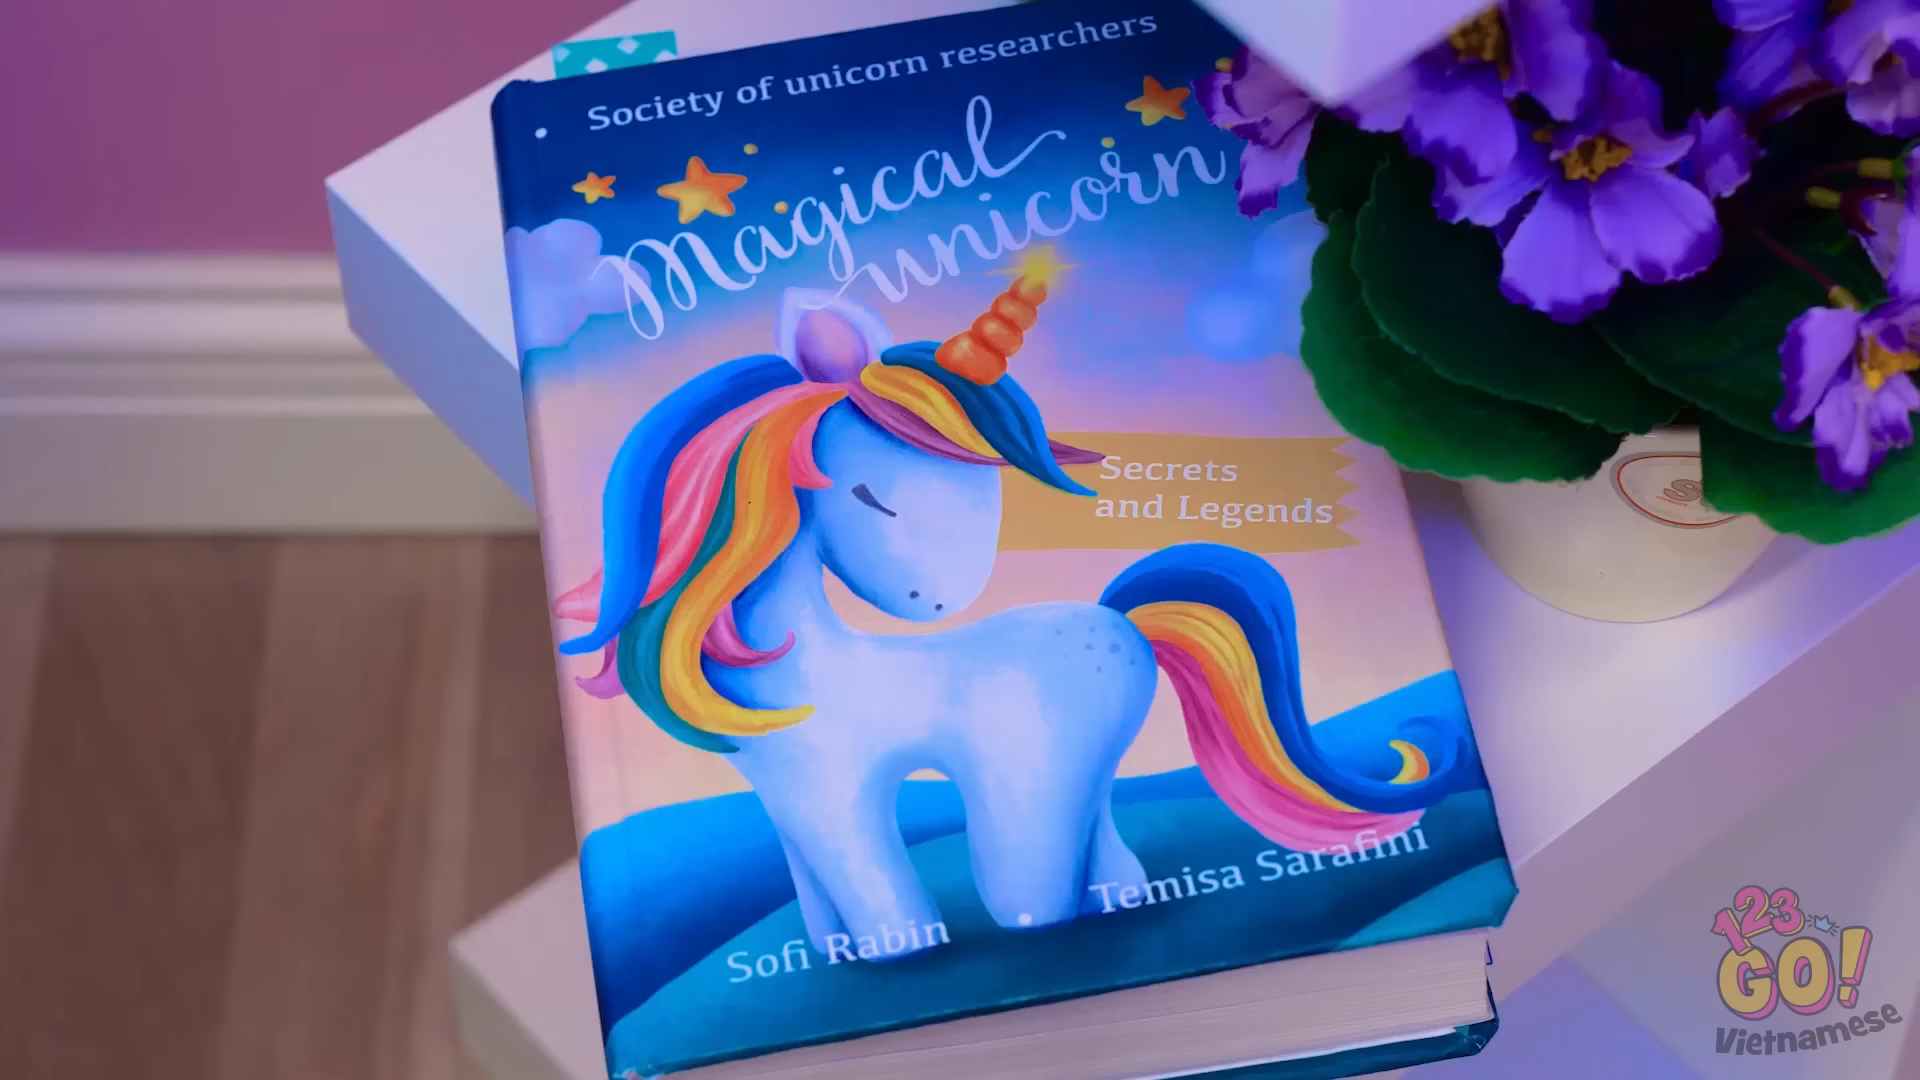 Society of unicorn researchers
Magical
unicorn
Secrets
and Legends
Temisa Sarafini
Sofi Rabin
123
GO!
Vietnamese